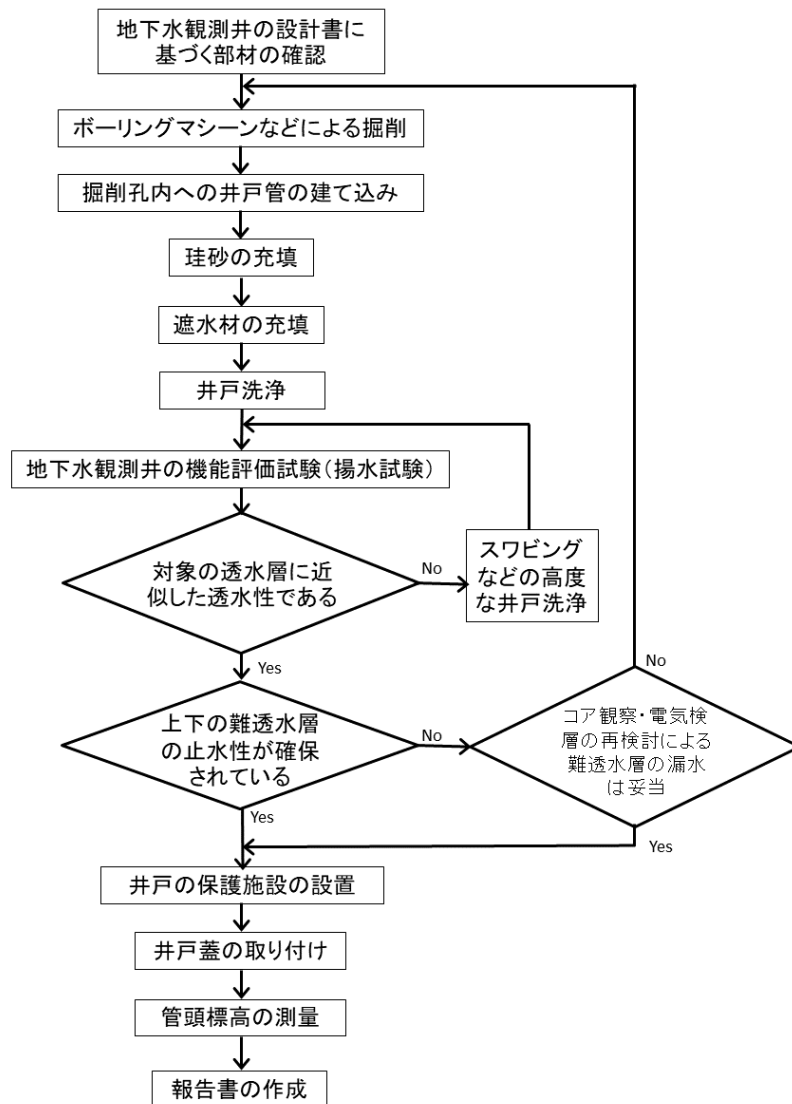 地下水観測井の設計書に
基づく部材の確認
ボーリングマシーンなどによる掘削
掘削孔内への井戸管の建て込み
珪砂の充填
遮水材の充填
井戸洗浄
地下水観測井の機能評価試験（揚水試験）
対象の透水層に近
似した透水性である
No
スワビング
などの高度
な井戸洗浄
Yes
上下の難透水層
の止水性が確保
されている
No
コア観察・電気検
層の再検討による
難透水層の漏水
は妥当
No
Yes
Yes
井戸の保護施設の設置
井戸蓋の取り付け
管頭標高の測量
報告書の作成